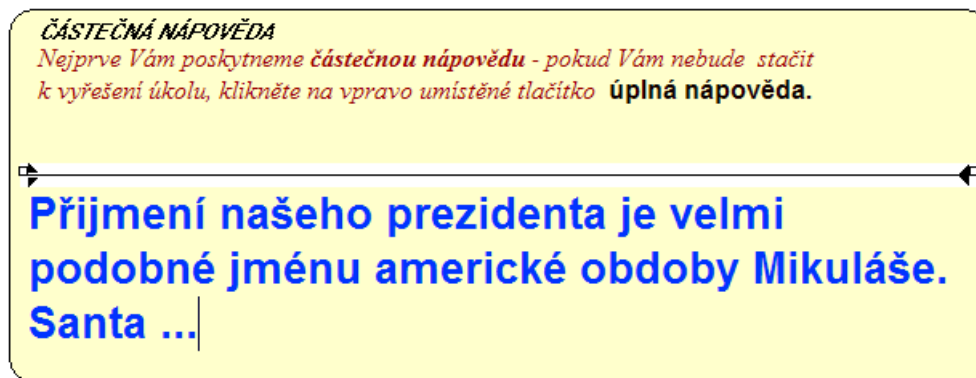 ČÁSTEČNÁ NÁPOVĚDA
Nejprve Vám poskytneme částečnou nápovědu - pokud Vám nebude stačit
k vyřešení úkolu, klikněte na vpravo umístěné tlačítko úplná nápověda.
Přijmení našeho prezidenta je velmi
podobné jménu americké obdoby Mikuláše.
Santa ...